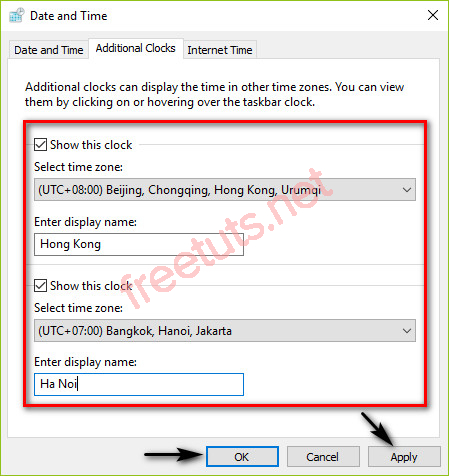 Date and Time
Date and Time
Additional Clocks
Internet Time
Additional clocks can display the time in other time zones. You can view
them by clicking on or hovering over the taskbar clock.
Show this clock
Select time zone:
(UTC+08:00) Beijing, Chongqing, Hong Kong, Urumqi
Enter display name:
Hong Kong
Show this clock
Select time zone:
(UTC+07:00) Bangkok, Hanoi, Jakarta
Enter display name:
Ha Noi
OK
Cancel
Apply
freetuts.net